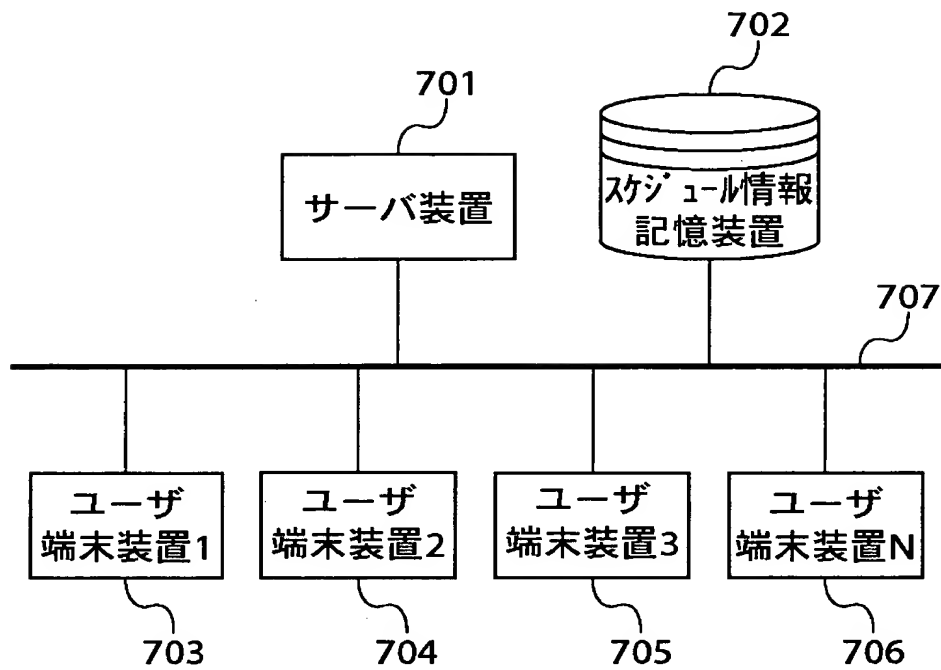 702
701
サーバ装置
スケジュール情報
記憶装置
707
ユーザ
端末装置1
ユーザ
端末装置2
ユーザ
端末装置3
ユーザ
端末装置N
703
704
705
706